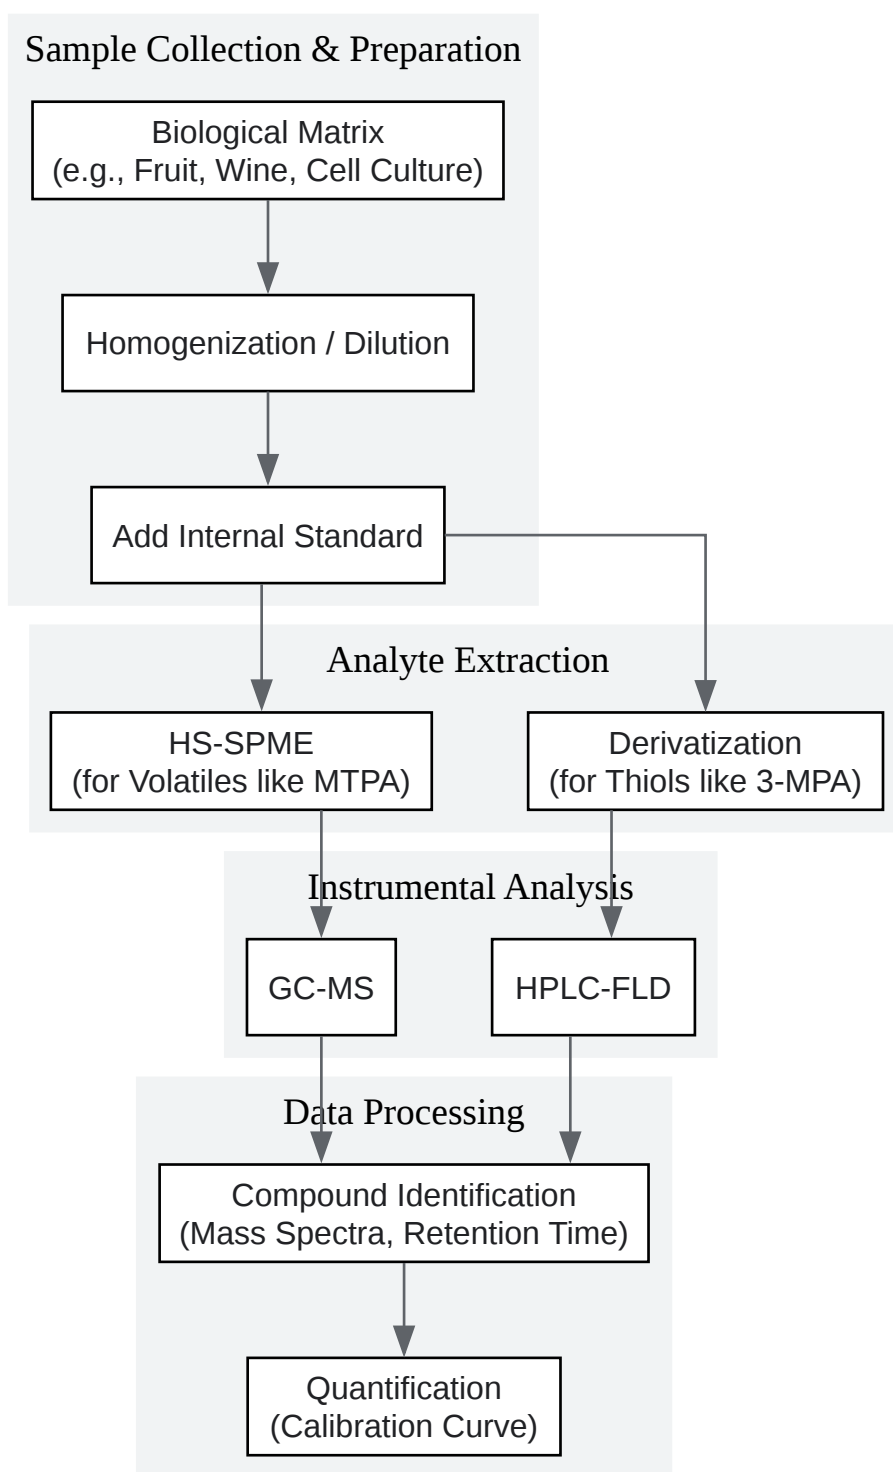 Sample Collection & Preparation
Biological Matrix
(e.g., Fruit, Wine, Cell Culture)
Homogenization / Dilution
Add Internal Standard
Analyte Extraction
HS-SPME
(for Volatiles like MTPA)
Derivatization
(for Thiols like 3-MPA)
Instrumental Analysis
GC-MS
HPLC-FLD
Data Processing
Compound Identification
(Mass Spectra, Retention Time)
Quantification
(Calibration Curve)